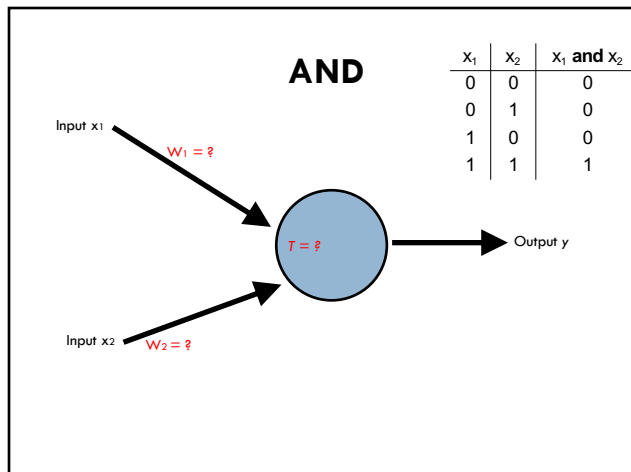 AND
x₁ x₂ x₁ and x₂
0 0 0
0 1 0
1 0 0
1 1 1
Input x₁
W₁ = ?
T = ?
Output y
Input x₂
W₂ = ?